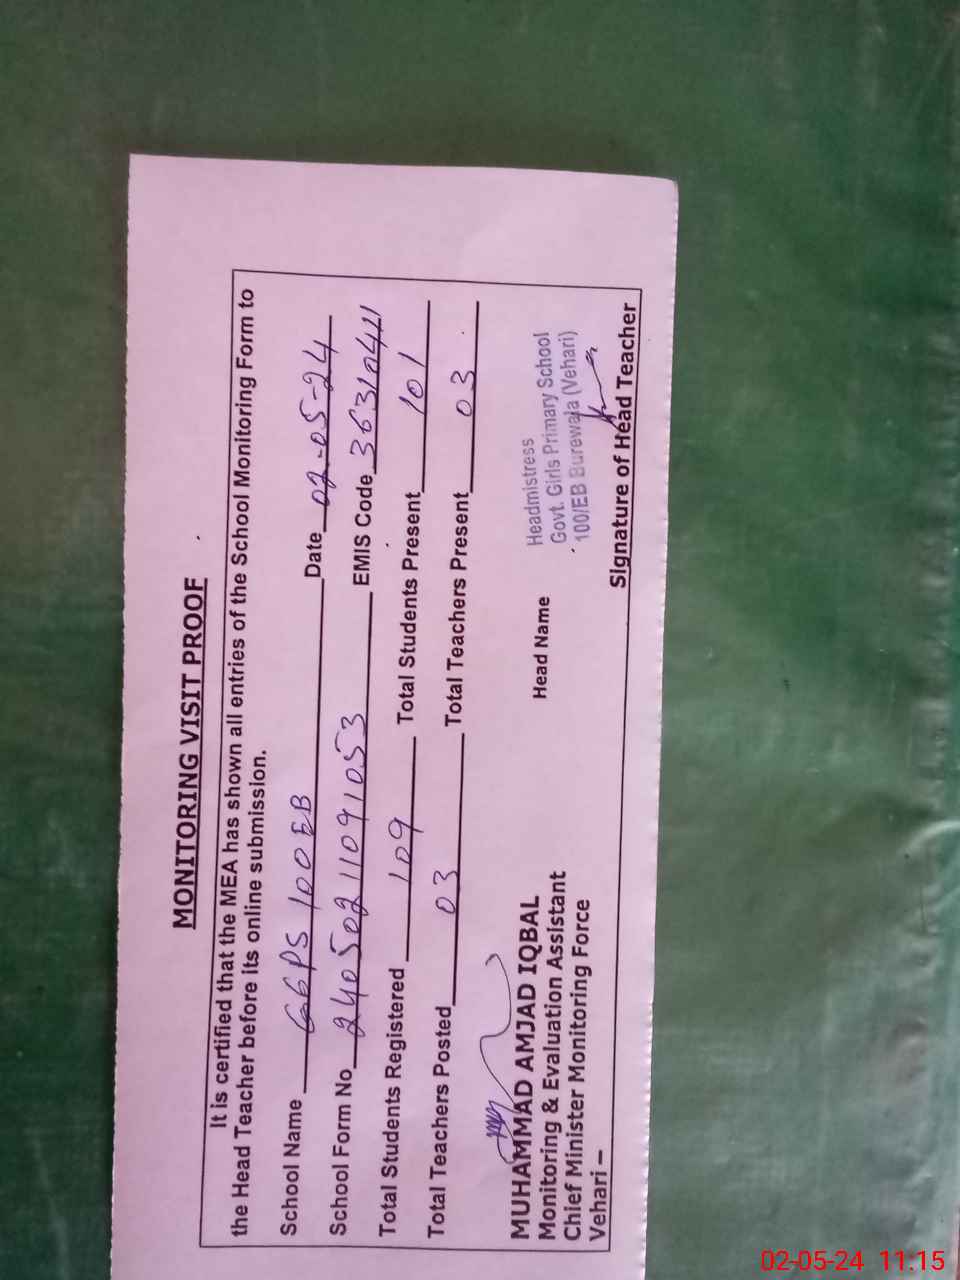 MONITORING VISIT PROOF
It is certified that the MEA has shown all entries of the School Monitoring Form to
the Head Teacher before its online submission.
School Name GGPS 100 EB Date 02-05-24
School Form No 240502110910 53 EMIS Code 36310411
Total Students Registered 109 Total Students Present 101
Total Teachers Posted 03 Total Teachers Present 03
MUHAMMAD AMJAD IQBAL
Monitoring & Evaluation Assistant
Chief Minister Monitoring Force
Vehari –
Head Name
Headmistress
Govt. Girls Primary School
100/EB Burewala (Vehari)
Signature of Head Teacher
02-05-24 11:15